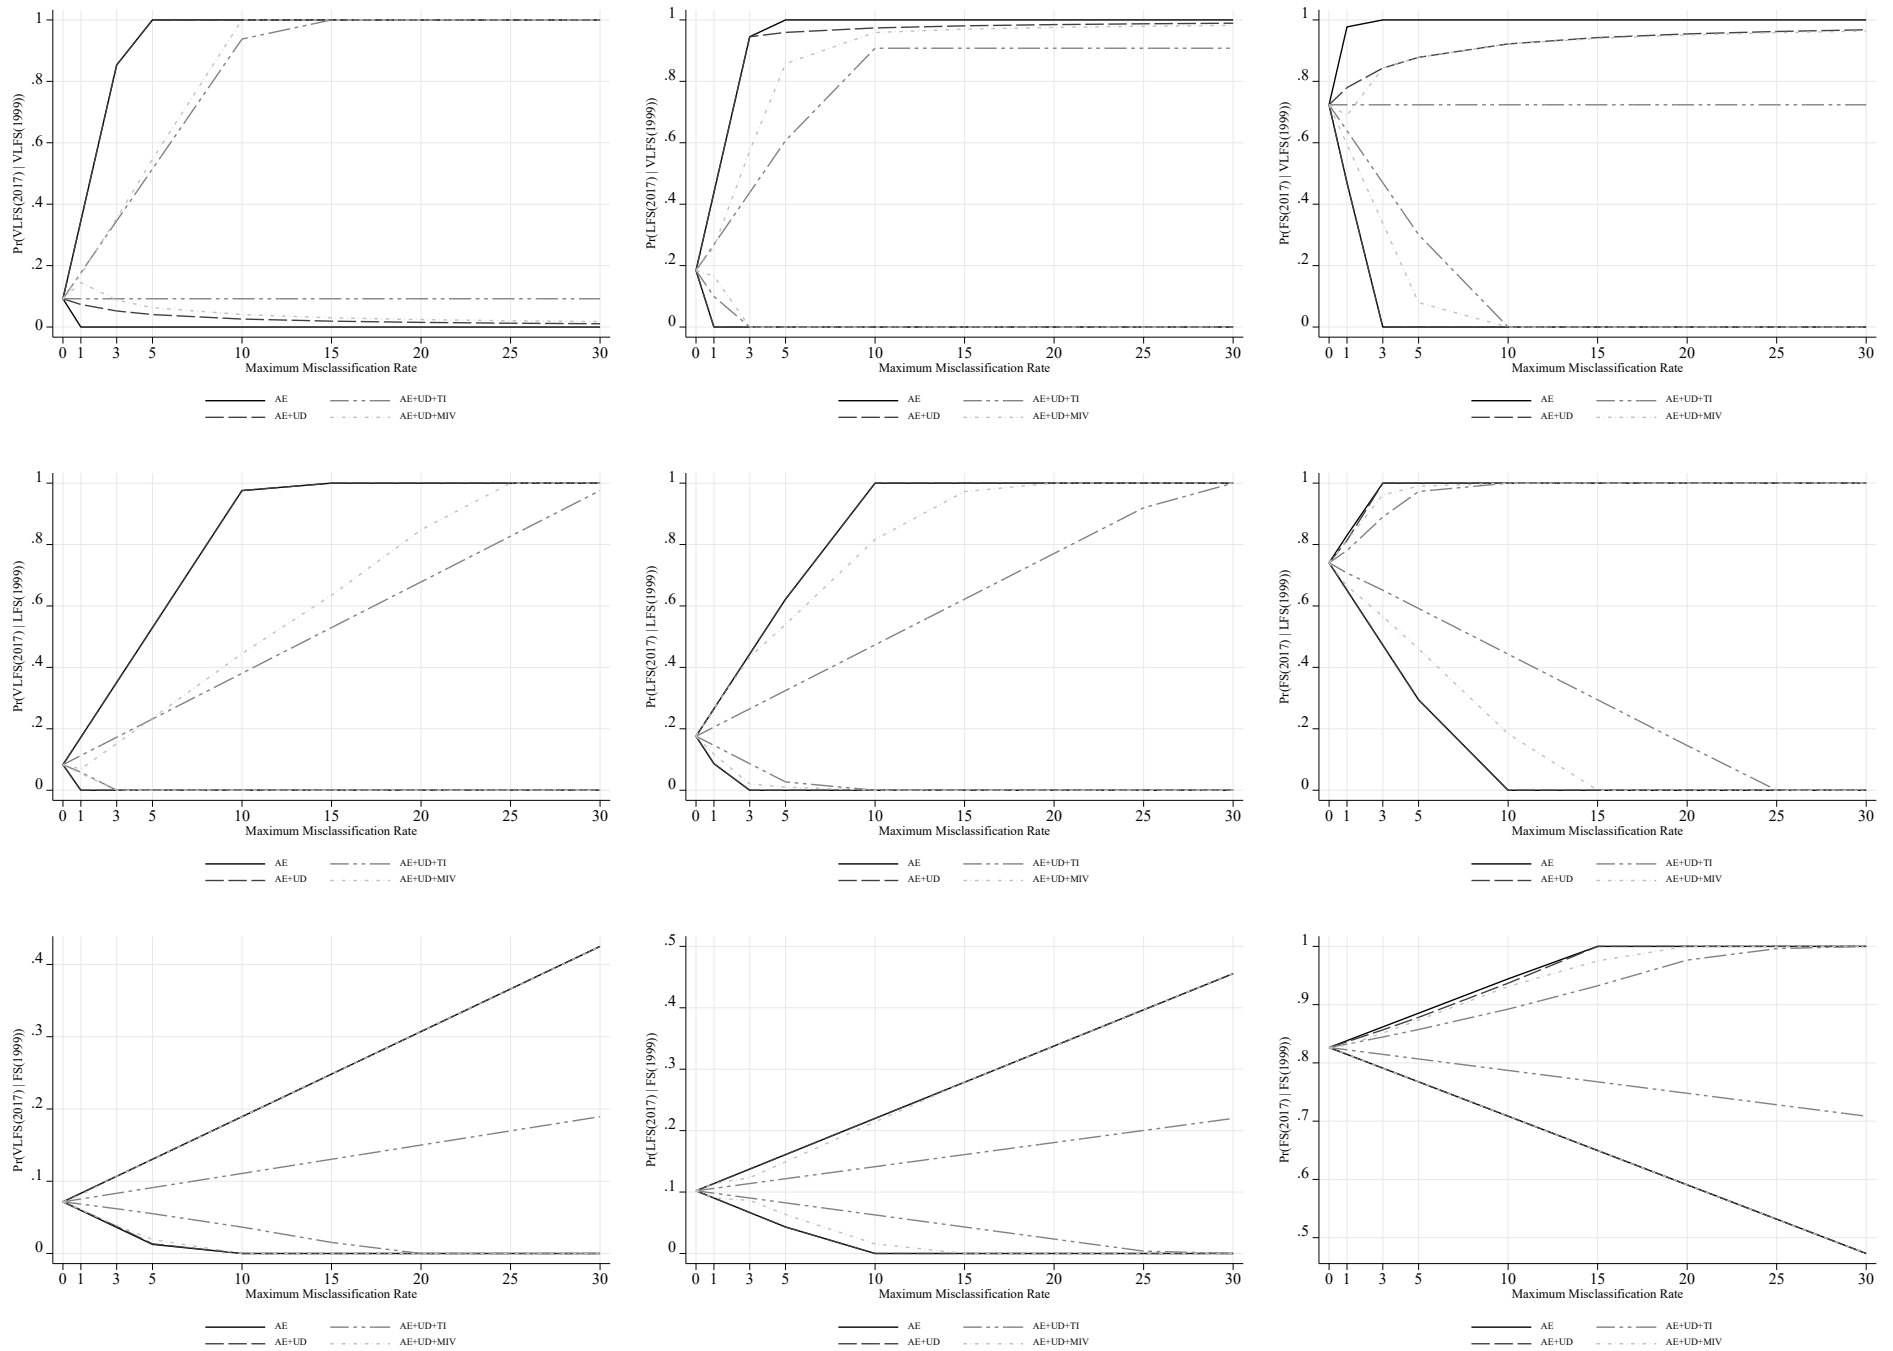 Pr(VLFS(2017) | VLFS(1999))
1
.8
.6
.4
.2
0
0 1 3 5 10 15 20 25 30
Maximum Misclassification Rate
AE AE+UD+TI
AE+UD AE+UD+MIV
Pr(LFS(2017) | VLFS(1999))
1
.8
.6
.4
.2
0
0 1 3 5 10 15 20 25 30
Maximum Misclassification Rate
AE AE+UD+TI
AE+UD AE+UD+MIV
Pr(FS(2017) | VLFS(1999))
1
.8
.6
.4
.2
0
0 1 3 5 10 15 20 25 30
Maximum Misclassification Rate
AE AE+UD+TI
AE+UD AE+UD+MIV
Pr(VLFS(2017) | LFS(1999))
1
.8
.6
.4
.2
0
0 1 3 5 10 15 20 25 30
Maximum Misclassification Rate
AE AE+UD+TI
AE+UD AE+UD+MIV
Pr(LFS(2017) | LFS(1999))
1
.8
.6
.4
.2
0
0 1 3 5 10 15 20 25 30
Maximum Misclassification Rate
AE AE+UD+TI
AE+UD AE+UD+MIV
Pr(FS(2017) | LFS(1999))
1
.8
.6
.4
.2
0
0 1 3 5 10 15 20 25 30
Maximum Misclassification Rate
AE AE+UD+TI
AE+UD AE+UD+MIV
Pr(VLFS(2017) | FS(1999))
.4
.3
.2
.1
0
0 1 3 5 10 15 20 25 30
Maximum Misclassification Rate
AE AE+UD+TI
AE+UD AE+UD+MIV
Pr(LFS(2017) | FS(1999))
.5
.4
.3
.2
.1
0
0 1 3 5 10 15 20 25 30
Maximum Misclassification Rate
AE AE+UD+TI
AE+UD AE+UD+MIV
Pr(FS(2017) | FS(1999))
1
.9
.8
.7
.6
.5
0 1 3 5 10 15 20 25 30
Maximum Misclassification Rate
AE AE+UD+TI
AE+UD AE+UD+MIV